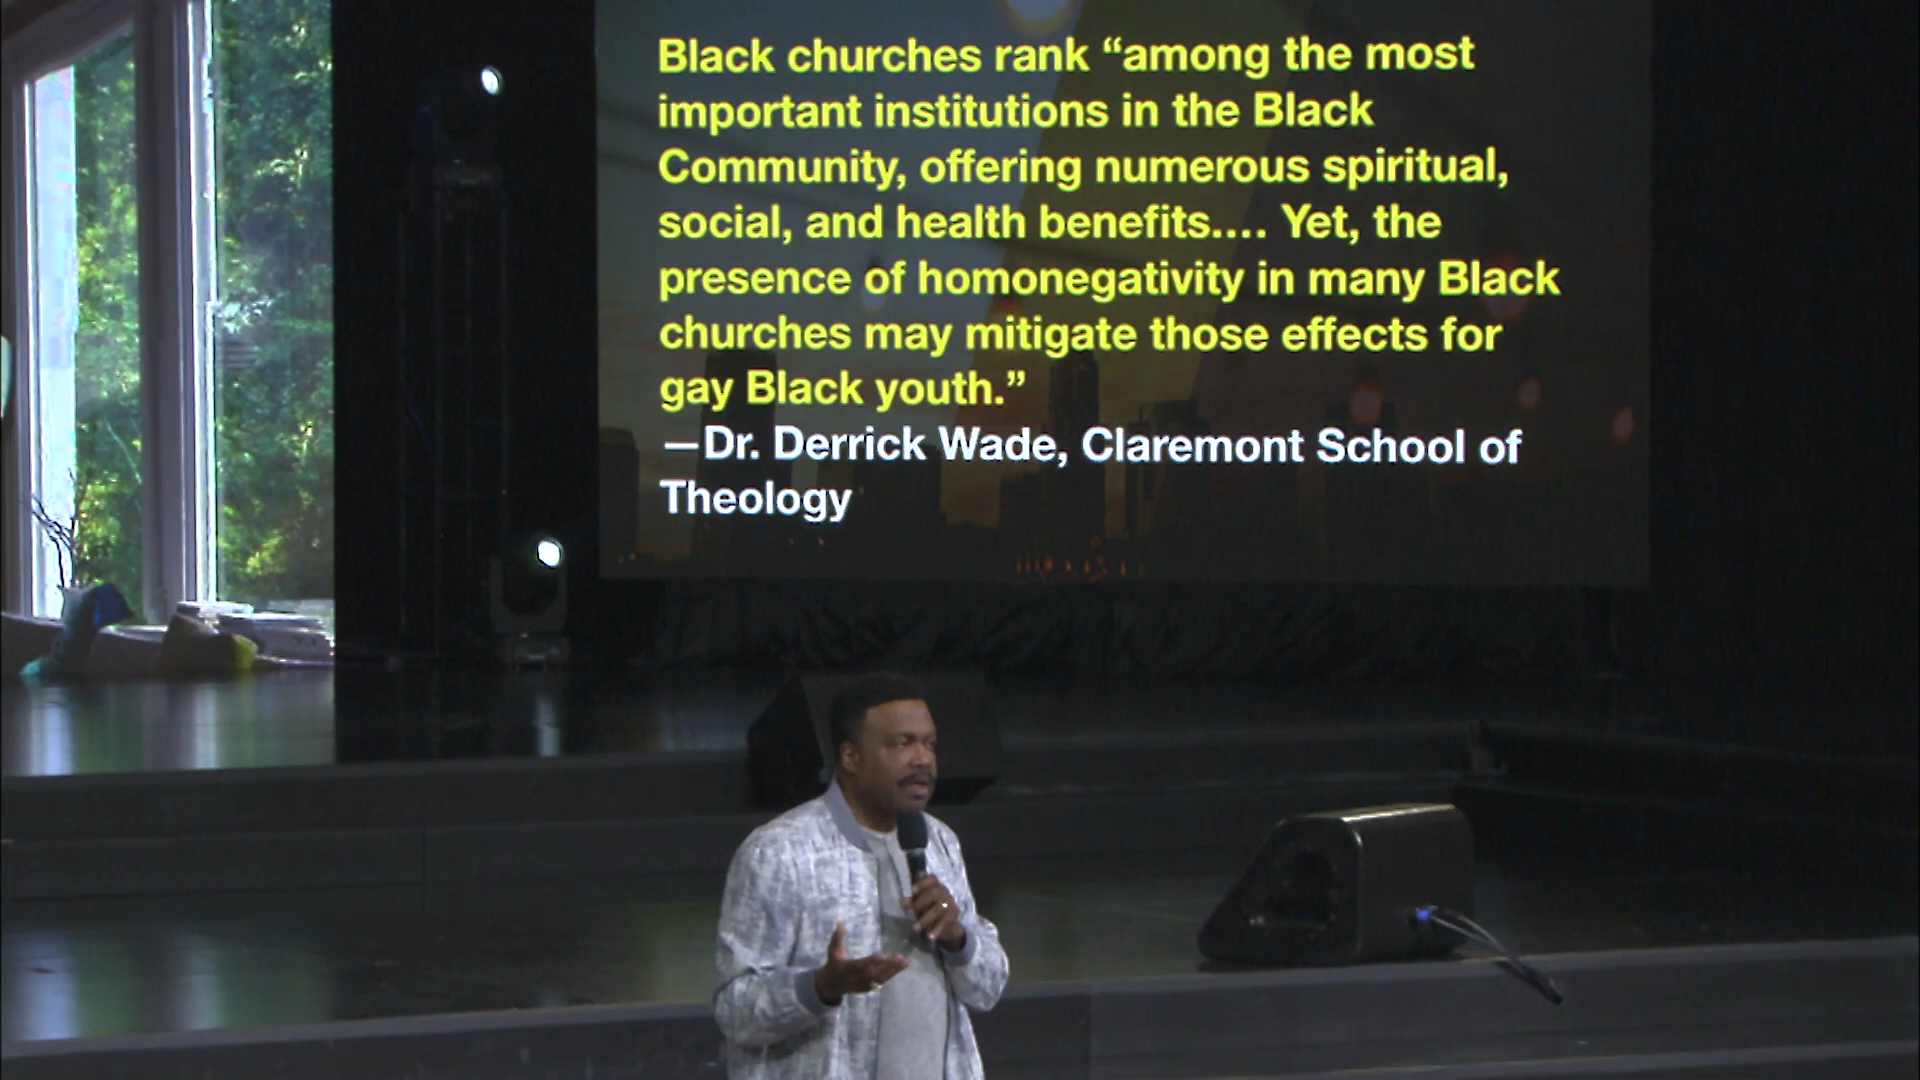 Black churches rank “among the most
important institutions in the Black
Community, offering numerous spiritual,
social, and health benefits.... Yet, the
presence of homonegativity in many Black
churches may mitigate those effects for
gay Black youth.”
—Dr. Derrick Wade, Claremont School of
Theology